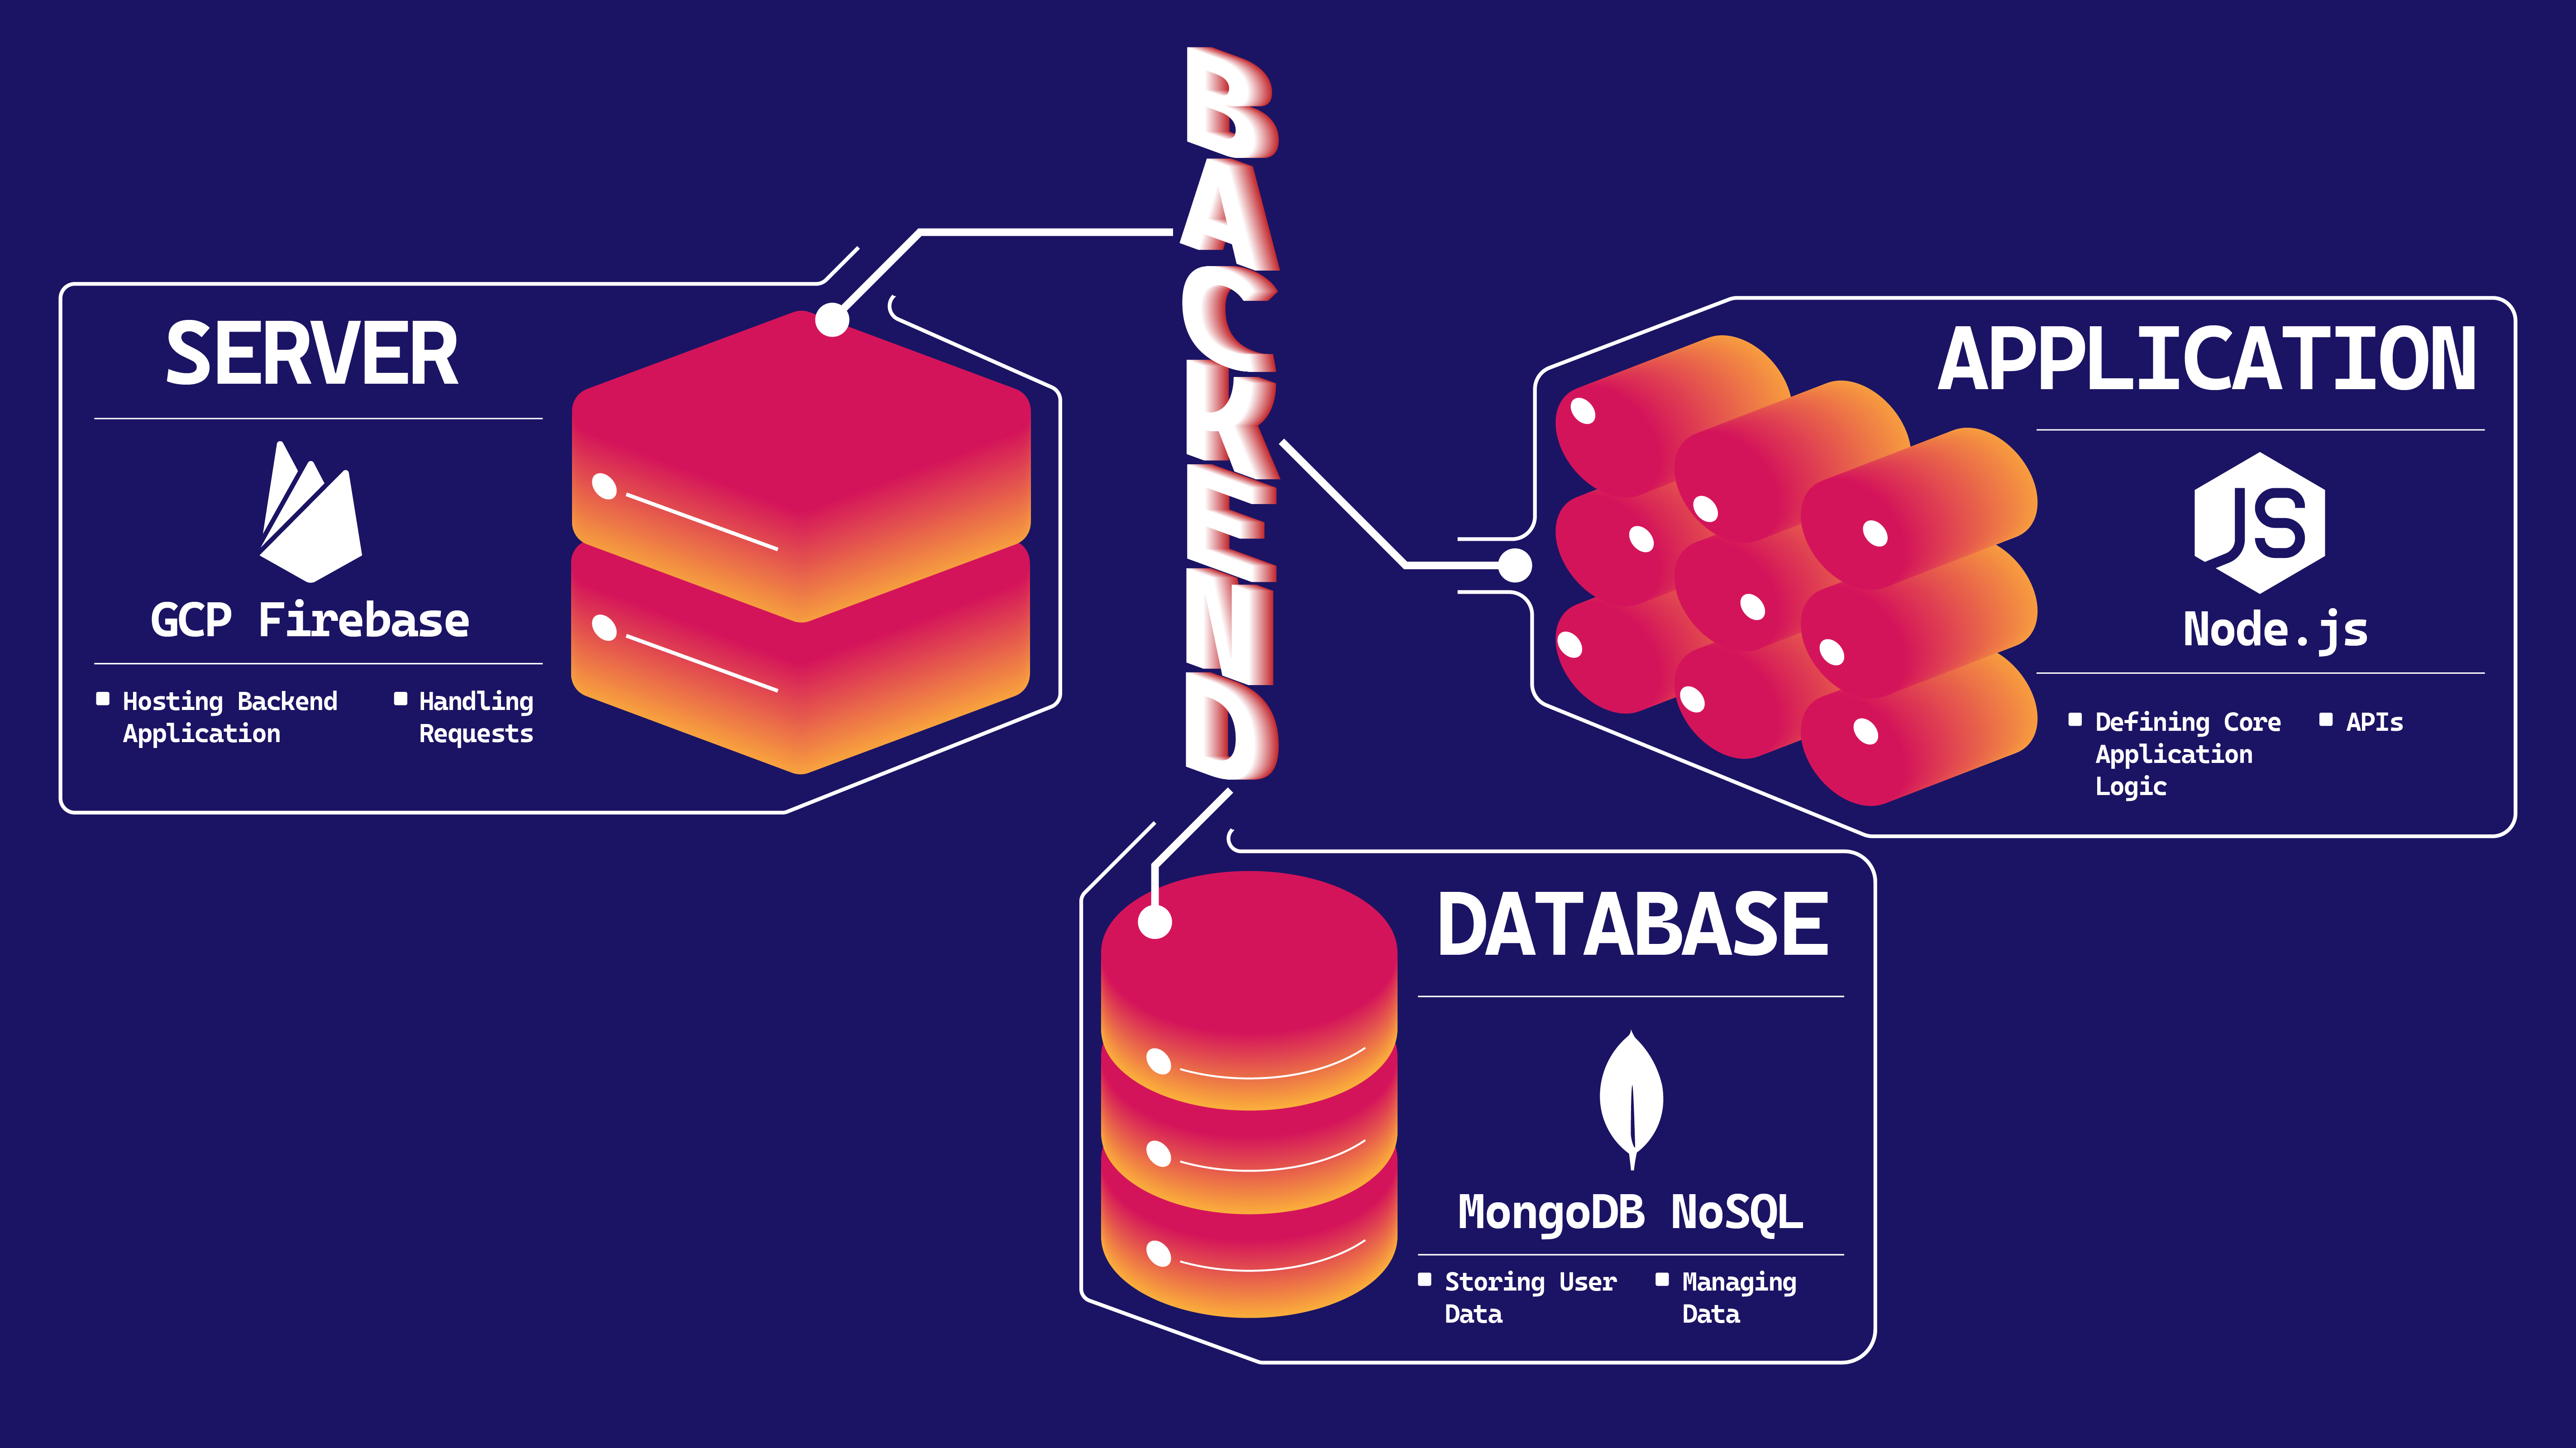 BACKEND
SERVER
GCP Firebase
Hosting Backend
Application
Handling
Requests
APPLICATION
JS
Node.js
Defining Core
Application
Logic
APIs
DATABASE
MongoDB NoSQL
Storing User
Data
Managing
Data